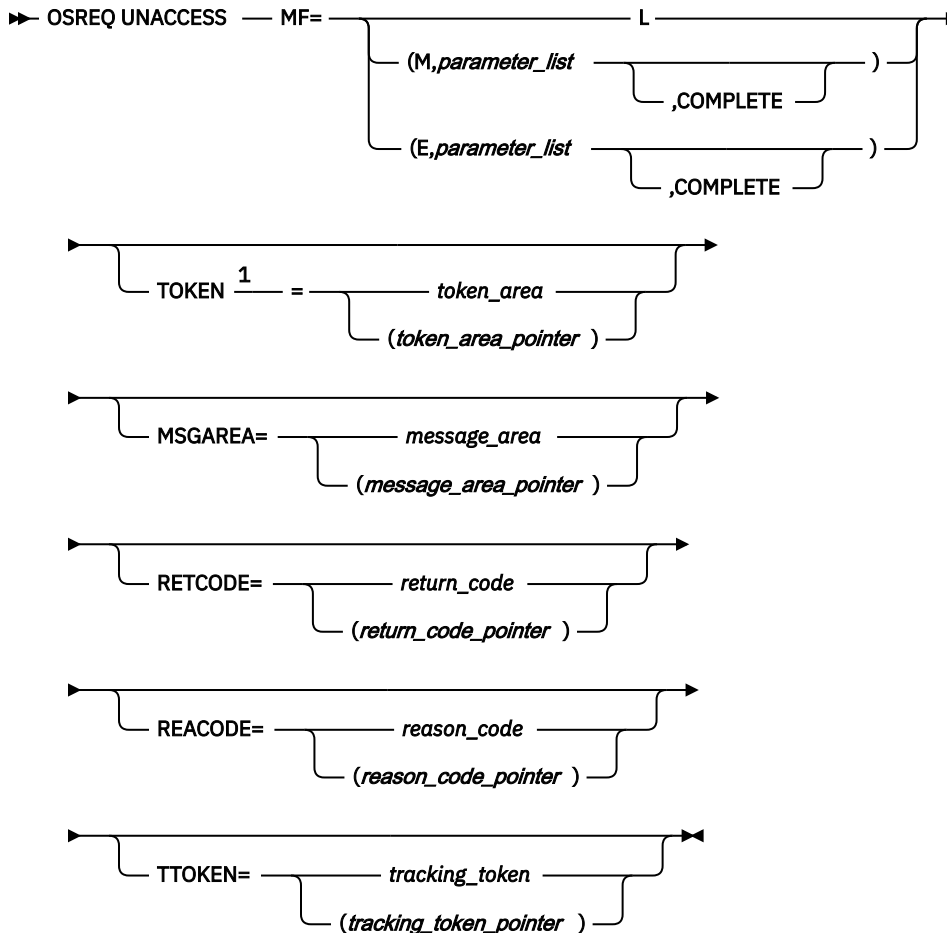 OSREQ UNACCESS MF= L
(M,parameter_list )
,COMPLETE
(E,parameter_list )
,COMPLETE
1
TOKEN = token_area
(token_area_pointer )
MSGAREA= message_area
(message_area_pointer )
RETCODE= return_code
(return_code_pointer )
REACODE= reason_code
(reason_code_pointer )
TTOKEN= tracking_token
(tracking_token_pointer )